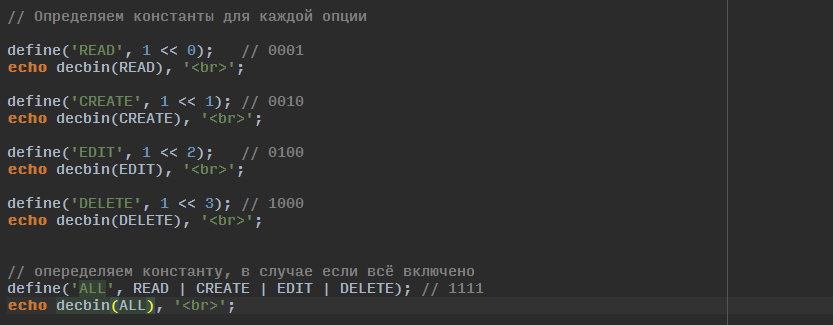 // Определяем константы для каждой опции
define('READ', 1 << 0);   // 0001
echo decbin(READ), '<br>';
define('CREATE', 1 << 1); // 0010
echo decbin(CREATE), '<br>';
define('EDIT', 1 << 2);   // 0100
echo decbin(EDIT), '<br>';
define('DELETE', 1 << 3); // 1000
echo decbin(DELETE), '<br>';
// опеределяем константу, в случае если всё включено
define('ALL', READ | CREATE | EDIT | DELETE); // 1111
echo decbin(ALL), '<br>';